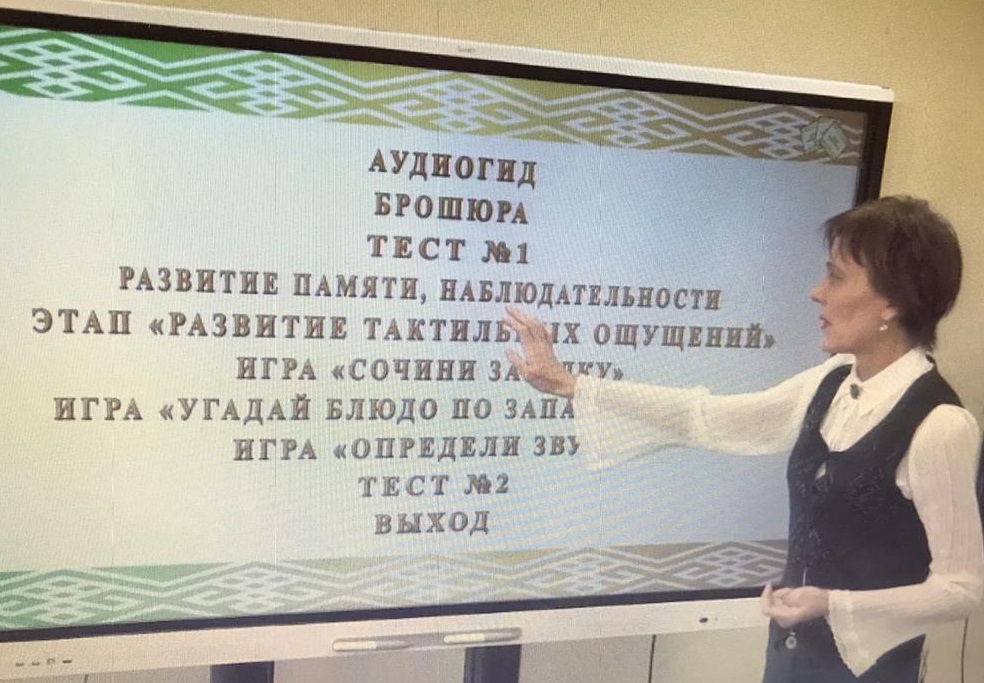 АУДИОГИД
БРОШЮРА
ТЕСТ №1
РАЗВИТИЕ ПАМЯТИ, НАБЛЮДАТЕЛЬНОСТИ
ЭТАП «РАЗВИТИЕ ТАКТИЛЬНЫХ ОЩУЩЕНИЙ»
ИГРА «СОЧИНИ
ИГРА «УГАДАЙ БЛЮДО ПО
ИГРА «ОПРЕДЕЛИ
ТЕСТ №2
ВЫХОД